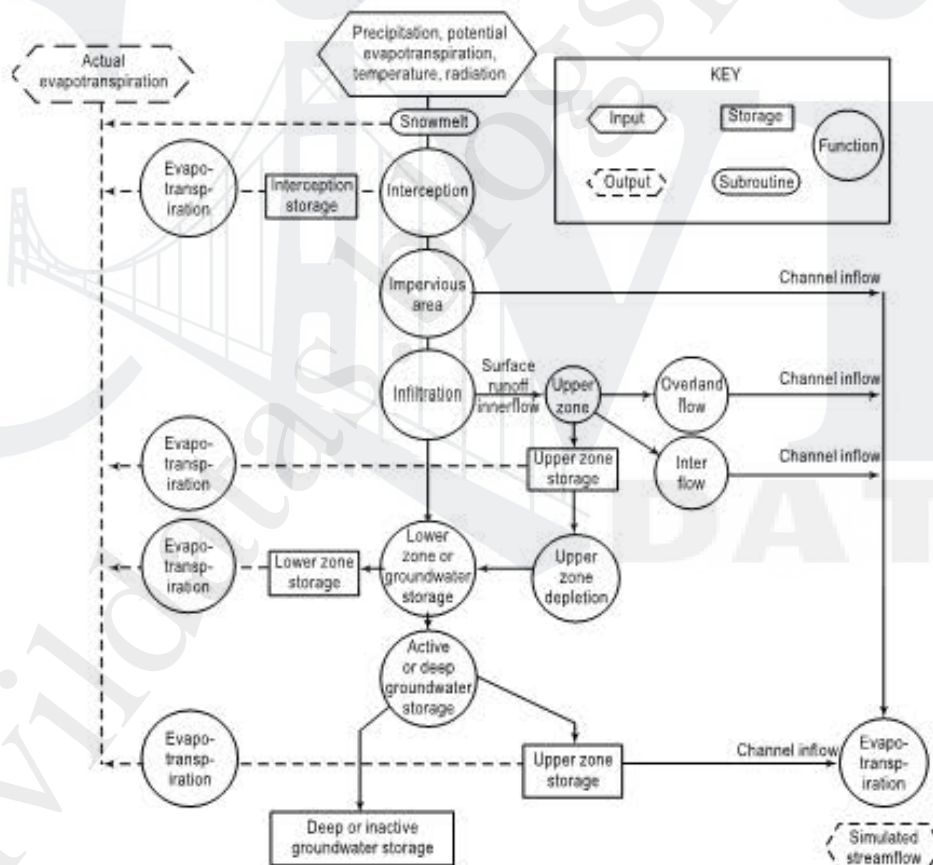 Precipitation, potential
evapotranspiration,
temperature, radiation
Actual
evapotranspiration
KEY
Input
Storage
Function
Output
Subroutine
Snowmelt
Evapo-
transp-
iration
Interception
storage
Interception
Impervious
area
Channel inflow
Infiltration
Surface
runoff
innerflow
Upper
zone
Overland
flow
Channel inflow
Inter
flow
Channel inflow
Evapo-
transp-
iration
Upper zone
storage
Evapo-
transp-
iration
Lower zone
storage
Lower
zone or
groundwater
storage
Upper
zone
depletion
Active
or deep
groundwater
storage
Evapo-
transp-
iration
Upper zone
storage
Channel inflow
Evapo-
transp-
iration
Deep or inactive
groundwater storage
Simulated
streamflow
DAT